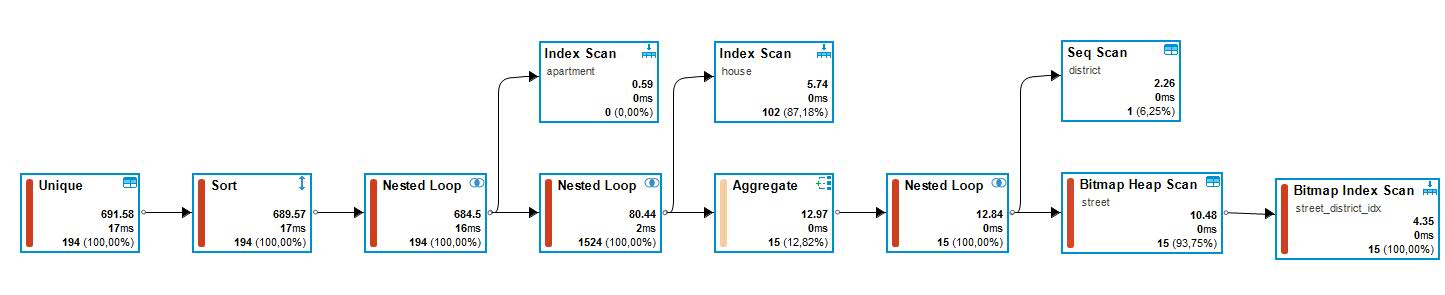 Index Scan
apartment
0.59
0ms
0 (0,00%)
Index Scan
house
5.74
0ms
102 (87,18%)
Seq Scan
district
2.26
0ms
1 (6,25%)
Unique
691.58
17ms
194 (100,00%)
Sort
689.57
17ms
194 (100,00%)
Nested Loop
684.5
16ms
194 (100,00%)
Nested Loop
80.44
2ms
1524 (100,00%)
Aggregate
12.97
0ms
15 (12,82%)
Nested Loop
12.84
0ms
15 (100,00%)
Bitmap Heap Scan
street
10.48
0ms
15 (93,75%)
Bitmap Index Scan
street_district_idx
4.35
0ms
15 (100,00%)